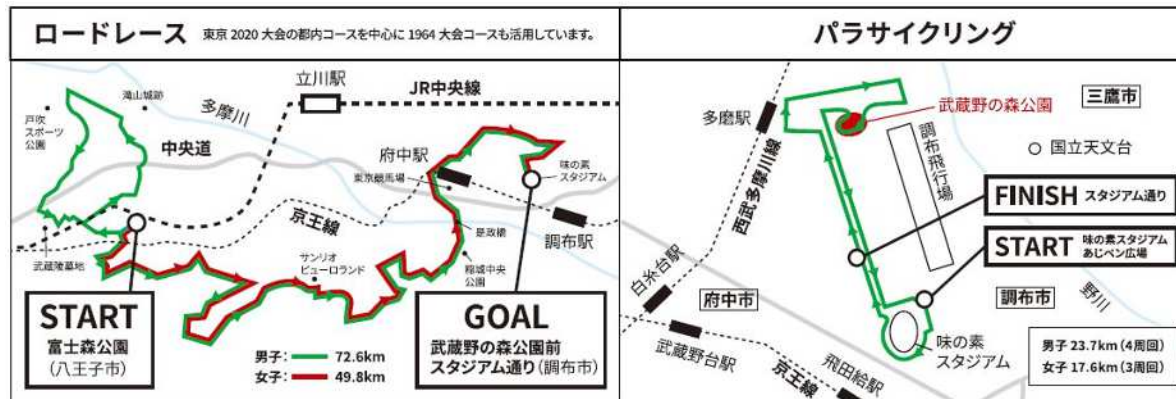 ロードレース 東京2020大会の都内コースを中心に1964大会コースも活用しています。
滝山城跡
戸吹
スポーツ
公園
多摩川
立川駅
JR中央線
中央道
府中駅
東京競馬場
味の素
スタジアム
京王線
是政橋
調布駅
武蔵陵墓地
サンリオ
ピューロランド
稲城中央
公園
START
富士森公園
(八王子市)
男子: 72.6km
女子: 49.8km
GOAL
武蔵野の森公園前
スタジアム通り(調布市)
パラサイクリング
多磨駅
武蔵野の森公園
三鷹市
国立天文台
調布飛行場
西武多摩川線
FINISH スタジアム通り
START 味の素スタジアム
あじペン広場
白糸台駅
府中市
調布市
野川
武蔵野台駅
京王線
飛田給駅
味の素
スタジアム
男子 23.7km(4周回)
女子 17.6km(3周回)